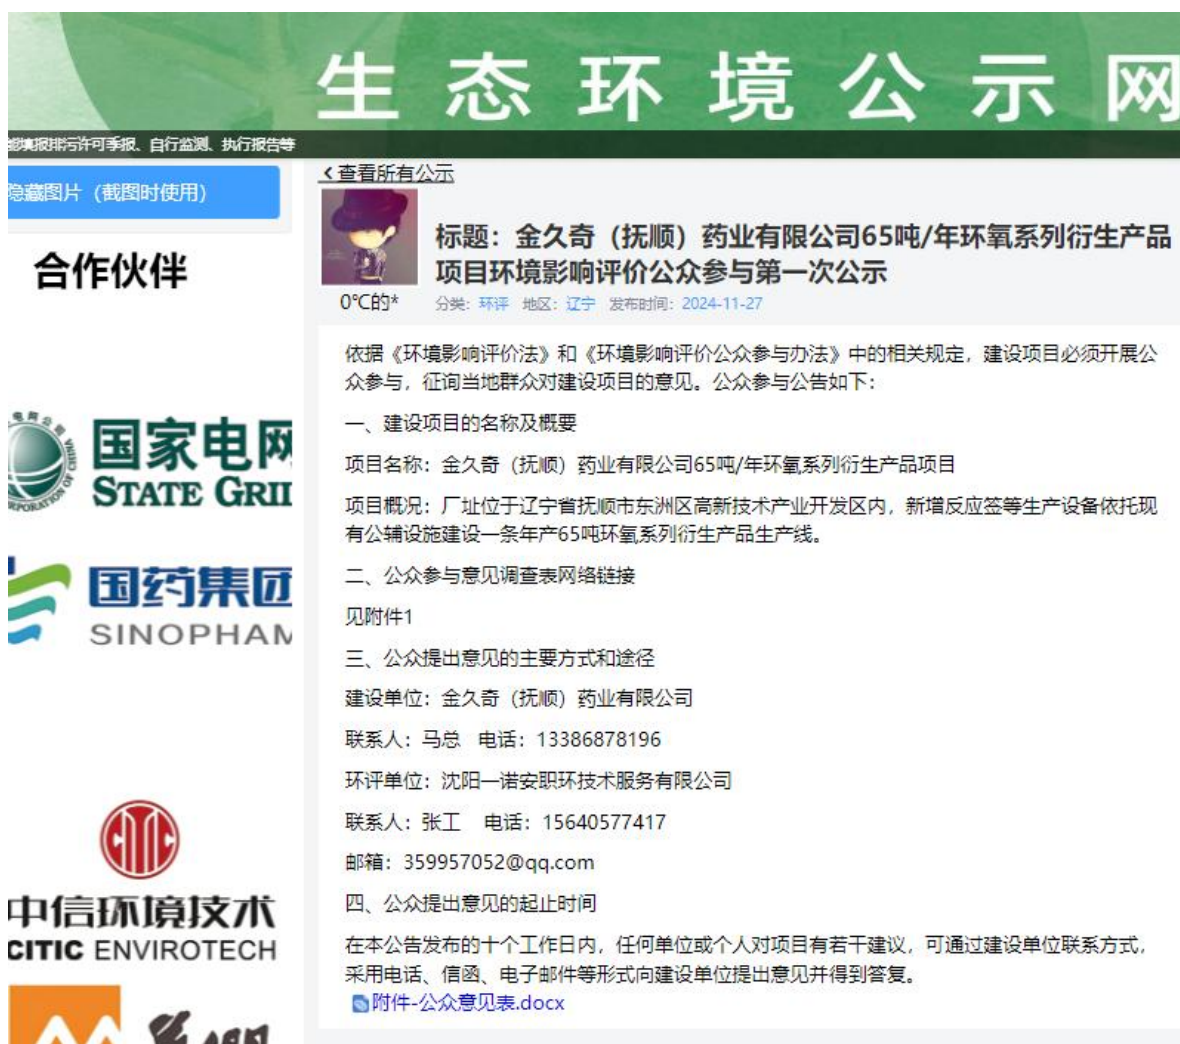 生态环境公示网
填报排污许可季报、自行监测、执行报告等
隐藏图片（截图时使用）
合作伙伴
国家电网
STATE GRI
国药集团
SINOPHAM
中信环境技术
CITIC ENVIROTECH
查看所有公示
标题：金久奇（抚顺）药业有限公司65吨/年环氧系列衍生产品
项目环境影响评价公众参与第一次公示
0℃的*
分类：环评 地区：辽宁 发布时间：2024-11-27
依据《环境影响评价法》和《环境影响评价公众参与办法》中的相关规定，建设项目必须开展公
众参与，征询当地群众对建设项目的意见。公众参与公告如下：
一、建设项目的名称及概要
项目名称：金久奇（抚顺）药业有限公司65吨/年环氧系列衍生产品项目
项目概况：厂址位于辽宁省抚顺市东洲区高新技术产业开发区内，新增反应签等生产设备依托现
有公辅设施建设一条年产65吨环氧系列衍生产品生产线。
二、公众参与意见调查表网络链接
见附件1
三、公众提出意见的主要方式和途径
建设单位：金久奇（抚顺）药业有限公司
联系人：马总 电话：13386878196
环评单位：沈阳一诺安职环技术服务有限公司
联系人：张工 电话：15640577417
邮箱：359957052@qq.com
四、公众提出意见的起止时间
在本公告发布的十个工作日内，任何单位或个人对项目有若干建议，可通过建设单位联系方式，
采用电话、信函、电子邮件等形式向建设单位提出意见并得到答复。
附件-公众意见表.docx